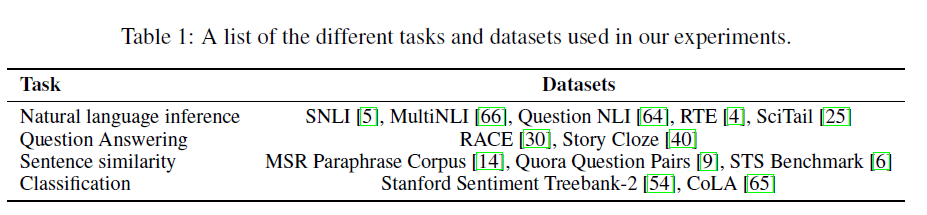 Table 1: A list of the different tasks and datasets used in our experiments.
Task Datasets
Natural language inference SNLI [5], MultiNLI [66], Question NLI [64], RTE [4], SciTail [25]
Question Answering RACE [30], Story Cloze [40]
Sentence similarity MSR Paraphrase Corpus [14], Quora Question Pairs [9], STS Benchmark [6]
Classification Stanford Sentiment Treebank-2 [54], CoLA [65]